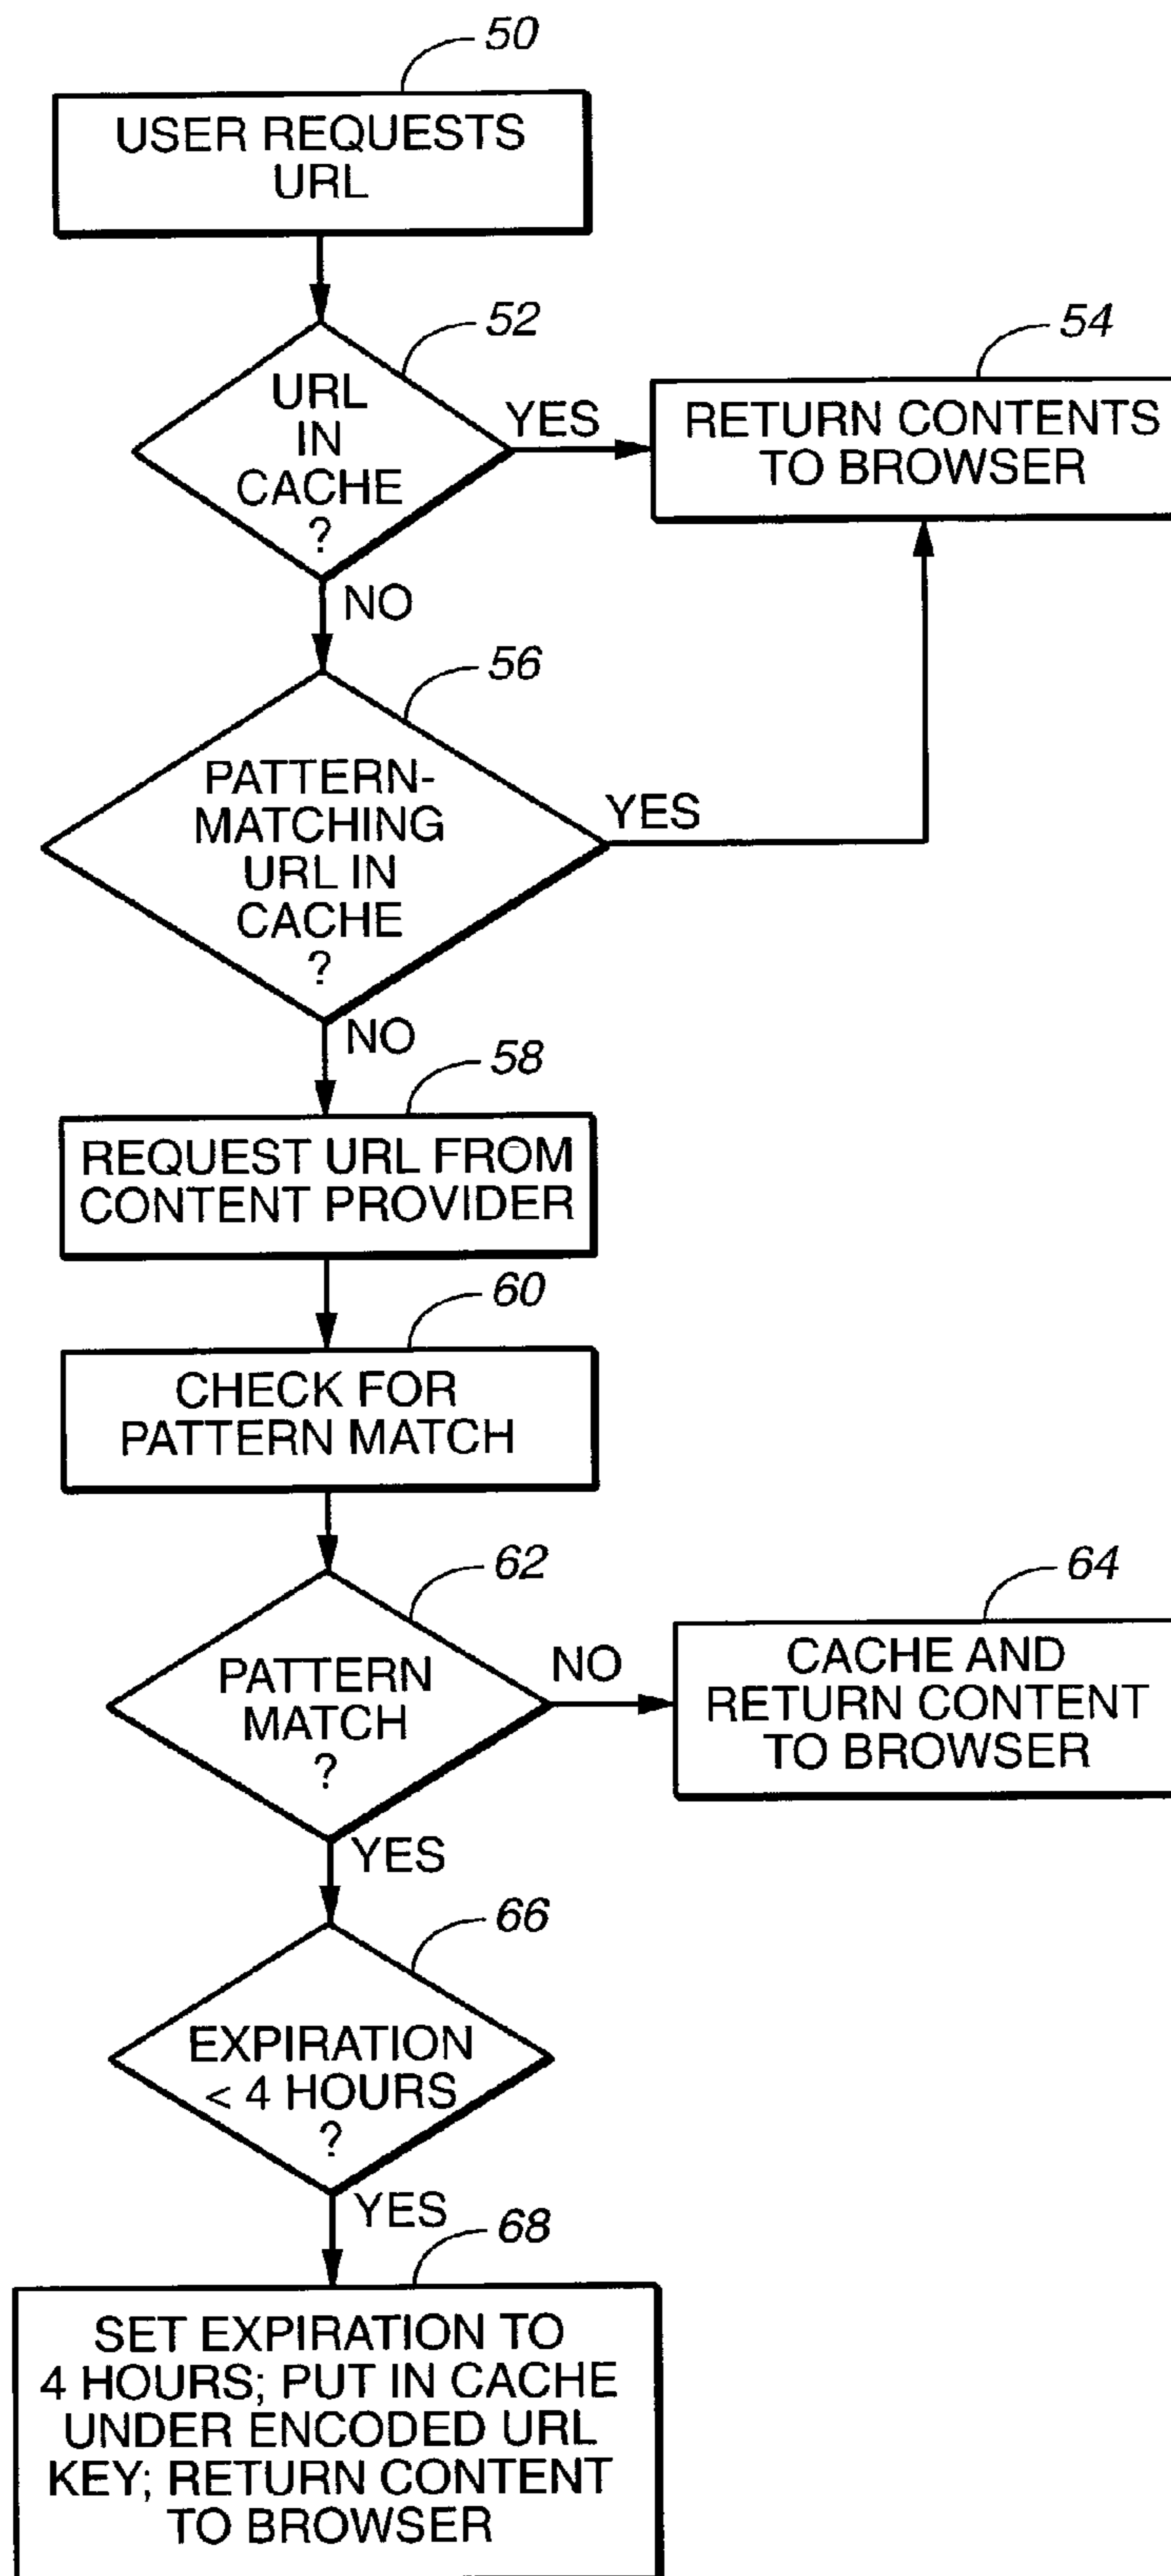 50
USER REQUESTS
URL
52
URL
IN
CACHE
?
YES
54
RETURN CONTENTS
TO BROWSER
NO
56
PATTERN-
MATCHING
URL IN
CACHE
?
YES
NO
58
REQUEST URL FROM
CONTENT PROVIDER
60
CHECK FOR
PATTERN MATCH
62
PATTERN
MATCH
?
NO
64
CACHE AND
RETURN CONTENT
TO BROWSER
YES
66
EXPIRATION
< 4 HOURS
?
YES
68
SET EXPIRATION TO
4 HOURS; PUT IN CACHE
UNDER ENCODED URL
KEY; RETURN CONTENT
TO BROWSER